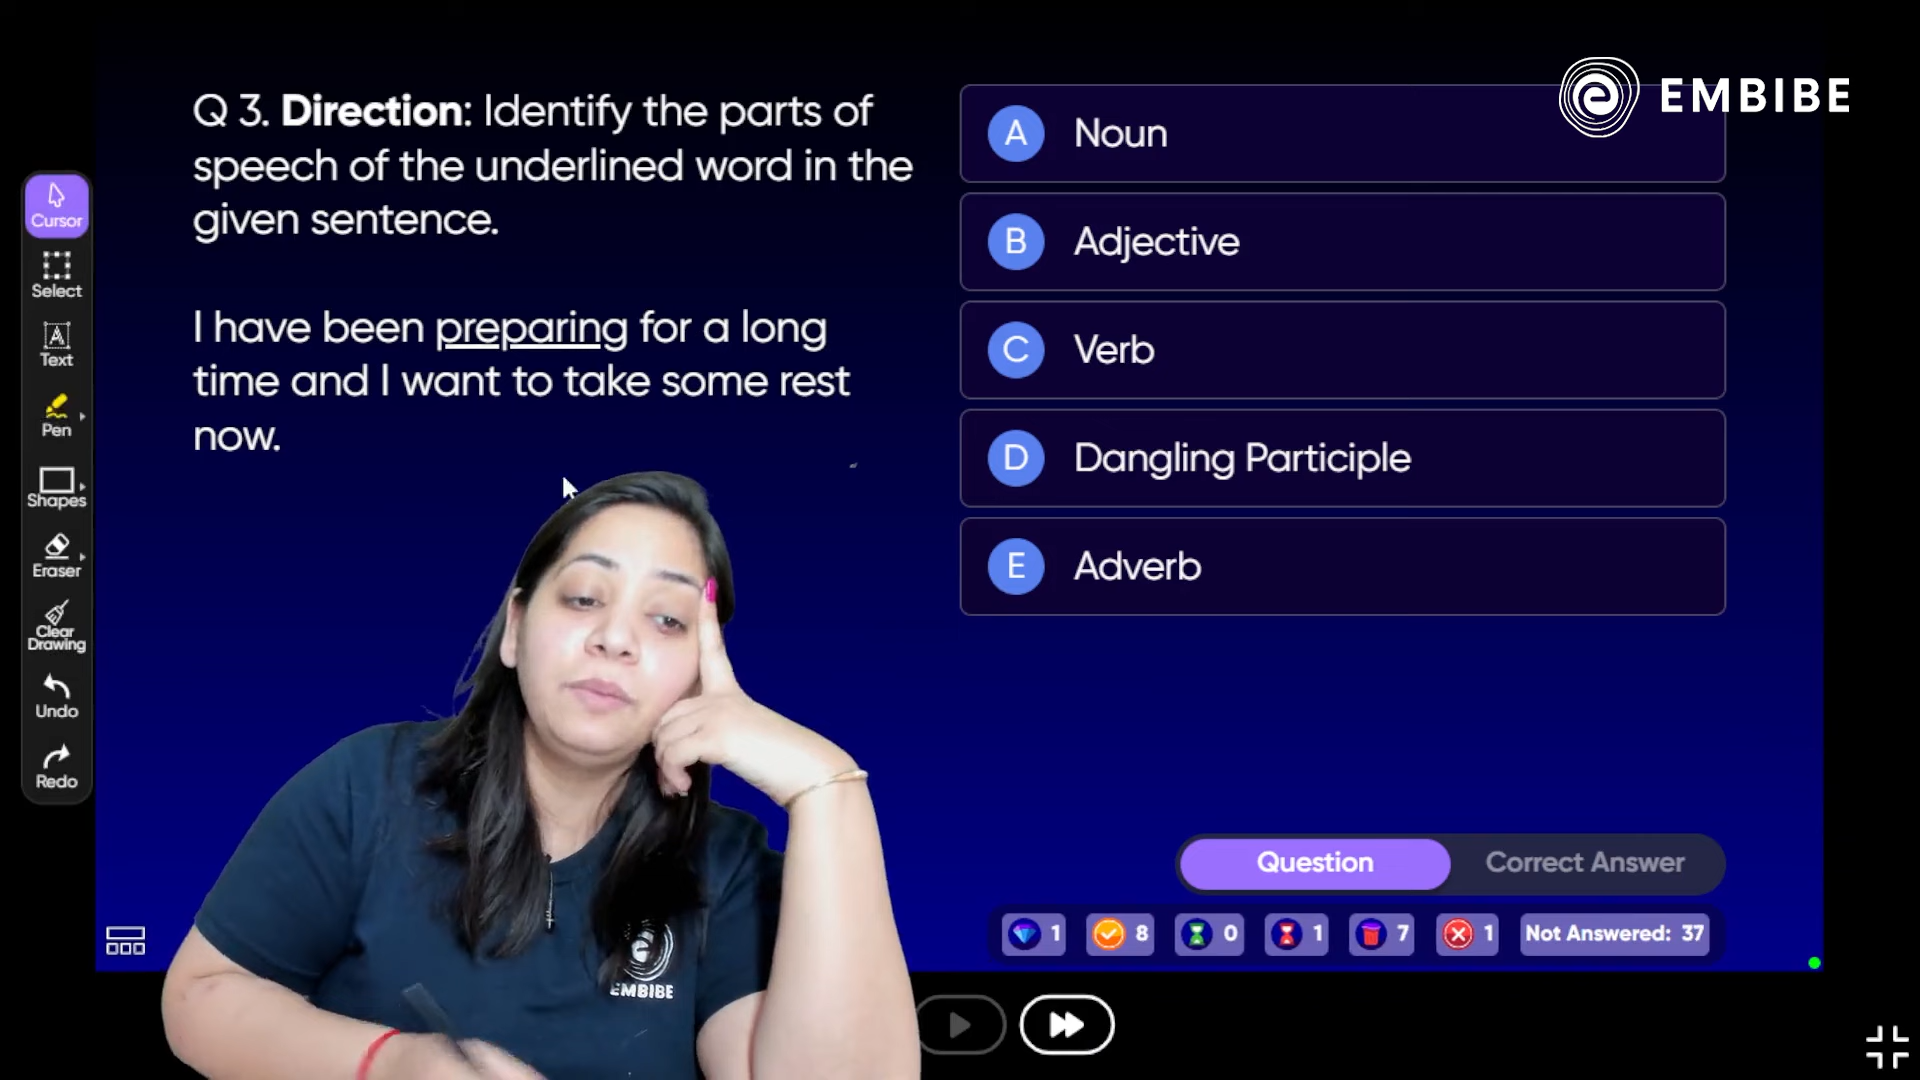 EMBIBE
Q 3. Direction: Identify the parts of
speech of the underlined word in the
given sentence.
I have been preparing for a long
time and I want to take some rest
now.
A Noun
B Adjective
C Verb
D Dangling Participle
E Adverb
Cursor
Select
A
Text
Pen
Shapes
Eraser
Clear
Drawing
Undo
Redo
Question
Correct Answer
1
8
0
1
7
1
Not Answered: 37
EMBIBE